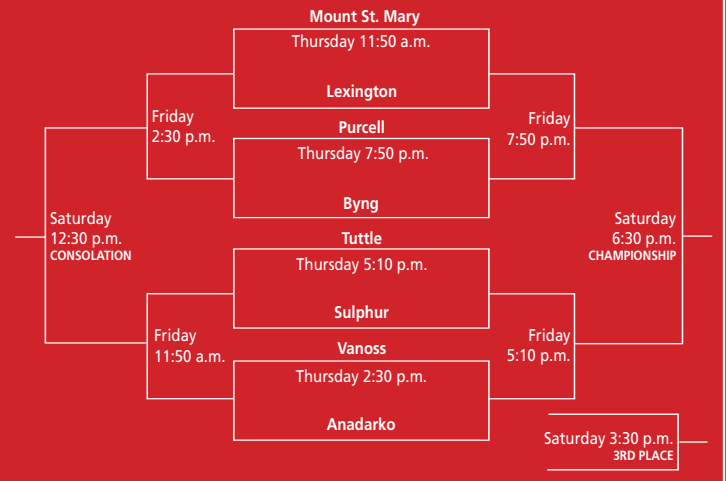 Mount St. Mary
Thursday 11:50 a.m.
Lexington
Friday
2:30 p.m.
Friday
7:50 p.m.
Purcell
Thursday 7:50 p.m.
Byng
Saturday
12:30 p.m.
CONSOLATION
Saturday
6:30 p.m.
CHAMPIONSHIP
Tuttle
Thursday 5:10 p.m.
Sulphur
Friday
11:50 a.m.
Friday
5:10 p.m.
Vanoss
Thursday 2:30 p.m.
Anadarko
Saturday 3:30 p.m.
3RD PLACE